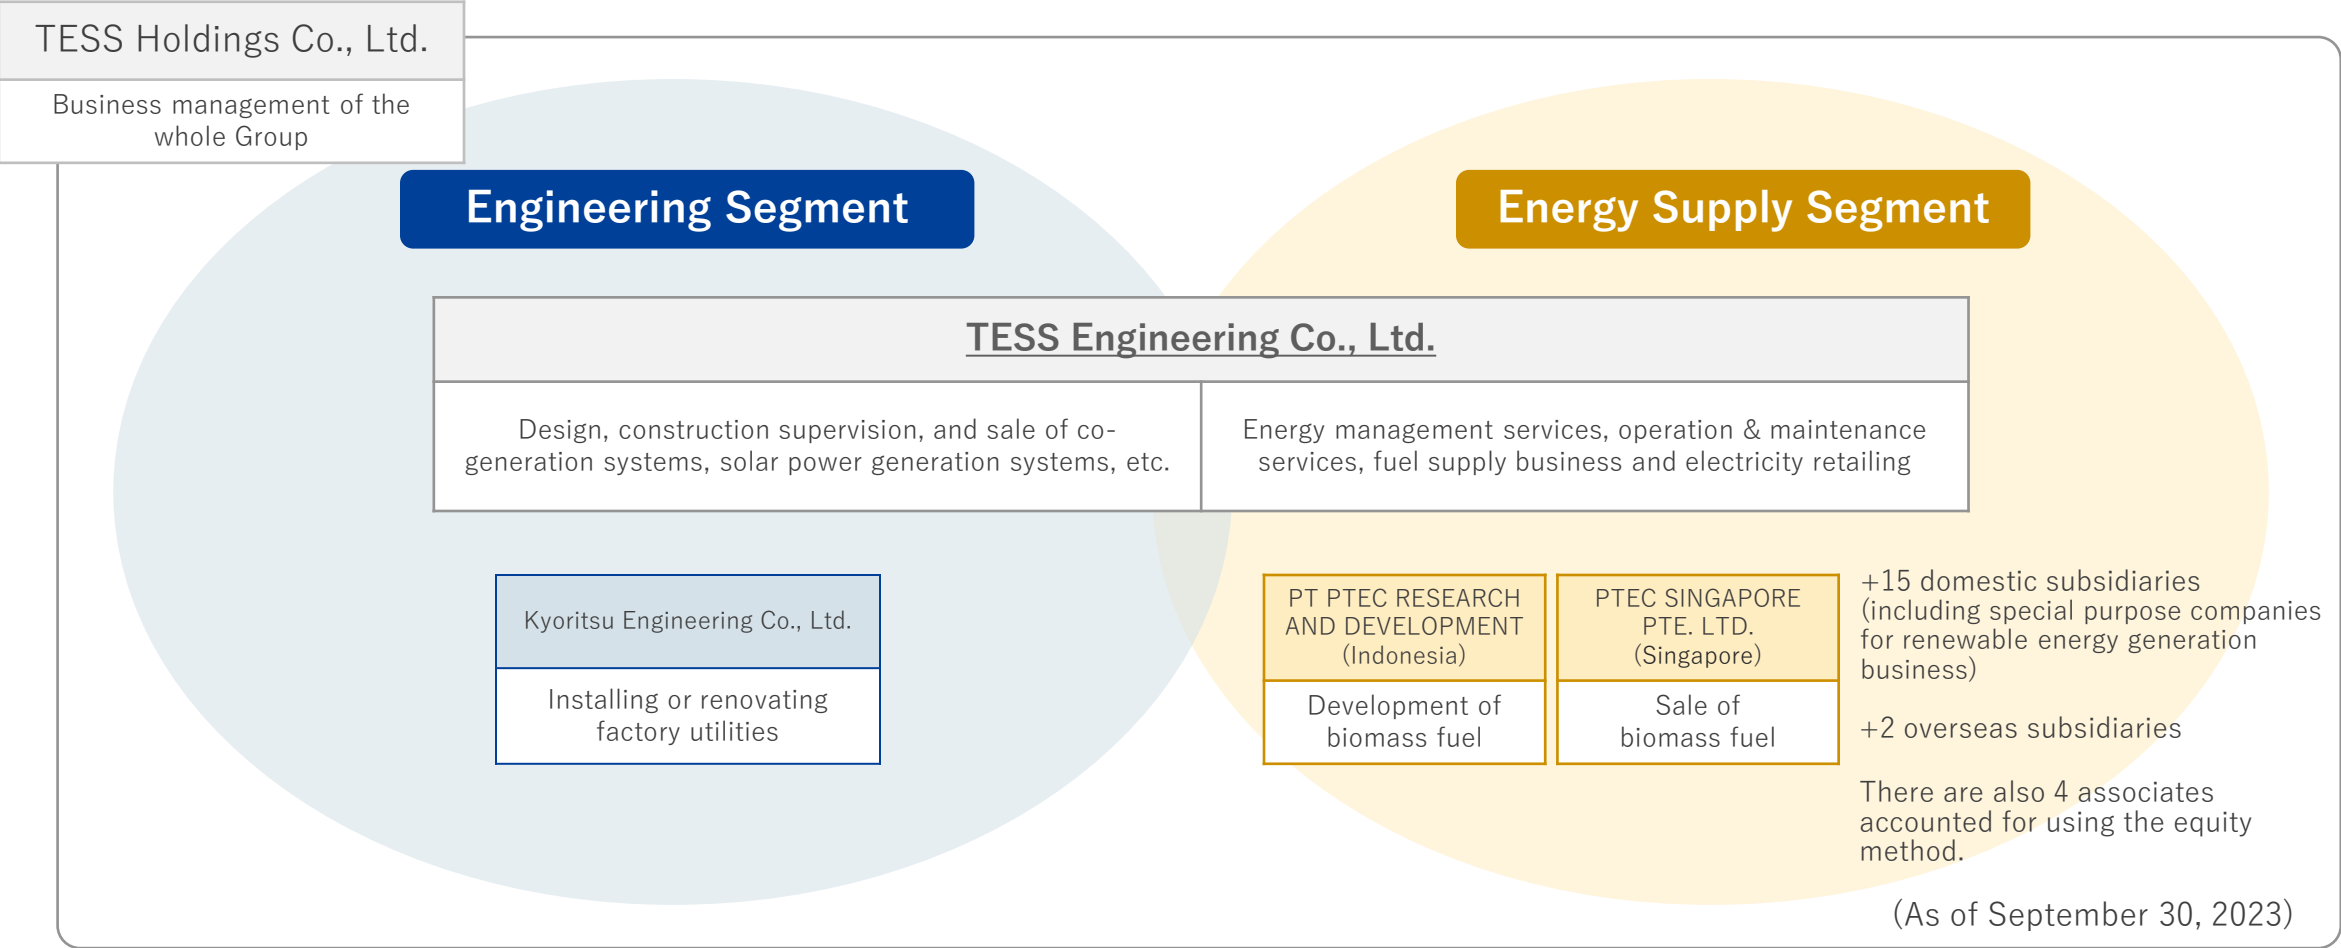 TESS Holdings Co., Ltd.
Business management of the
whole Group
Engineering Segment
Energy Supply Segment
TESS Engineering Co., Ltd.
Design, construction supervision, and sale of co-
generation systems, solar power generation systems, etc.
Energy management services, operation & maintenance
services, fuel supply business and electricity retailing
Kyoritsu Engineering Co., Ltd.
Installing or renovating
factory utilities
PT PTEC RESEARCH
AND DEVELOPMENT
(Indonesia)
Development of
biomass fuel
PTEC SINGAPORE
PTE. LTD.
(Singapore)
Sale of
biomass fuel
+15 domestic subsidiaries
(including special purpose companies
for renewable energy generation
business)
+2 overseas subsidiaries
There are also 4 associates
accounted for using the equity
method.
(As of September 30, 2023)